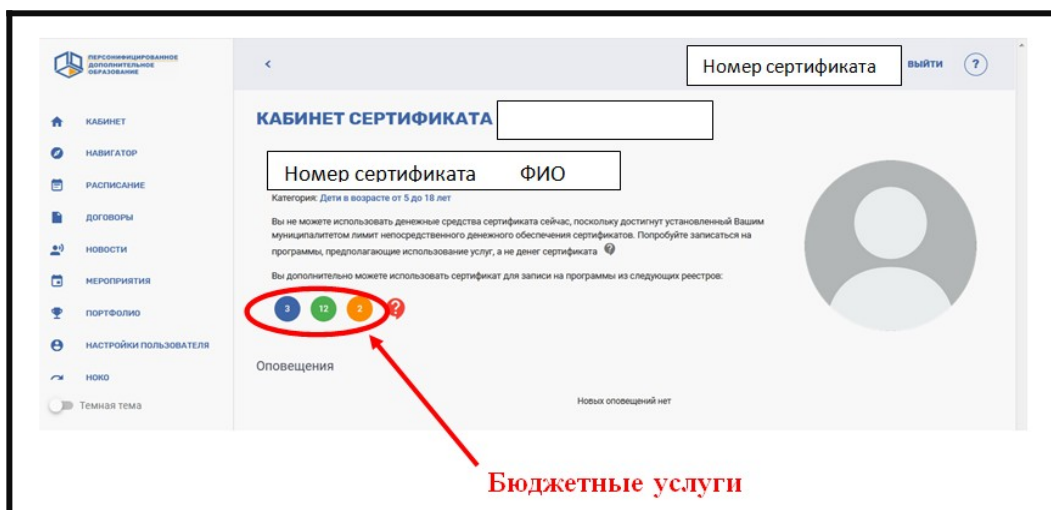 ПЕРСОНИФИЦИРОВАННОЕ
ДОПОЛНИТЕЛЬНОЕ
ОБРАЗОВАНИЕ
<
Номер сертификата
ВЫЙТИ
?
КАБИНЕТ
НАВИГАТОР
РАСПИСАНИЕ
ДОГОВОРЫ
НОВОСТИ
МЕРОПРИЯТИЯ
ПОРТФОЛИО
НАСТРОЙКИ ПОЛЬЗОВАТЕЛЯ
НОКО
Темная тема
КАБИНЕТ СЕРТИФИКАТА
Номер сертификата ФИО
Категория: Дети в возрасте от 5 до 18 лет
Вы не можете использовать денежные средства сертификата сейчас, поскольку достигнут установленный Вашим
муниципалитетом лимит непосредственного денежного обеспечения сертификатов. Попробуйте записаться на
программы, предполагающие использование услуг, а не денег сертификата ?
Вы дополнительно можете использовать сертификат для записи на программы из следующих реестров:
3 12 2 ?
Оповещения
Новых оповещений нет
Бюджетные услуги